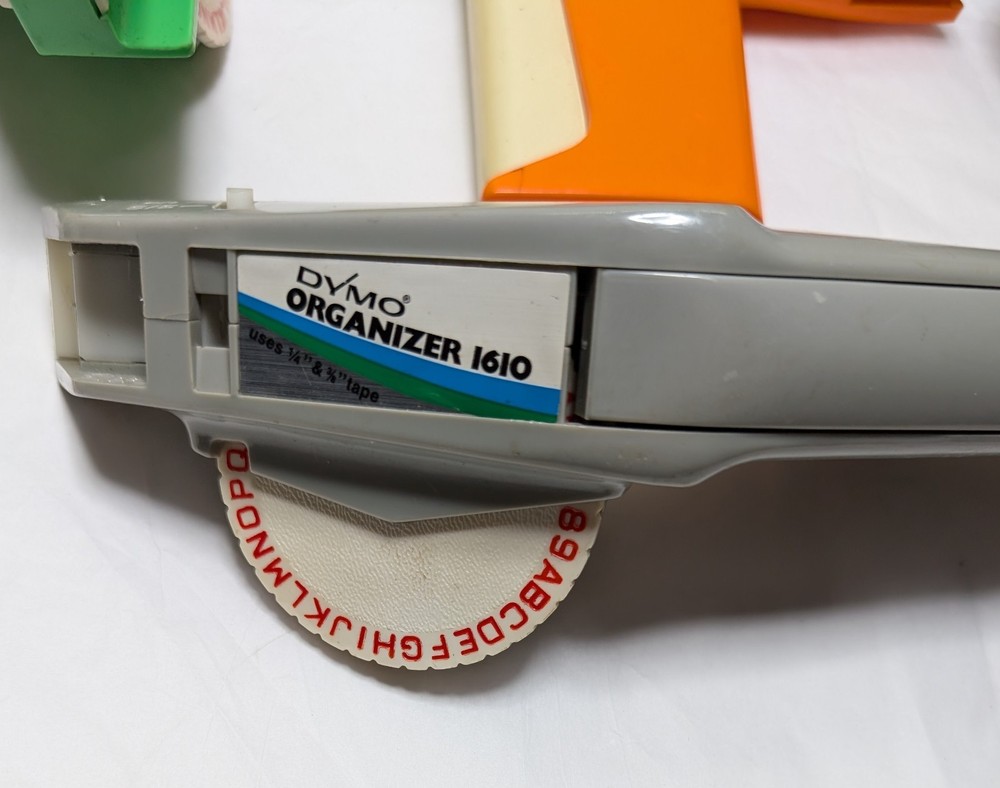 DYMO®
ORGANIZER 1610
uses ¼" & ⅜" tape
89ABCDEFGHIJKLMNOPQ